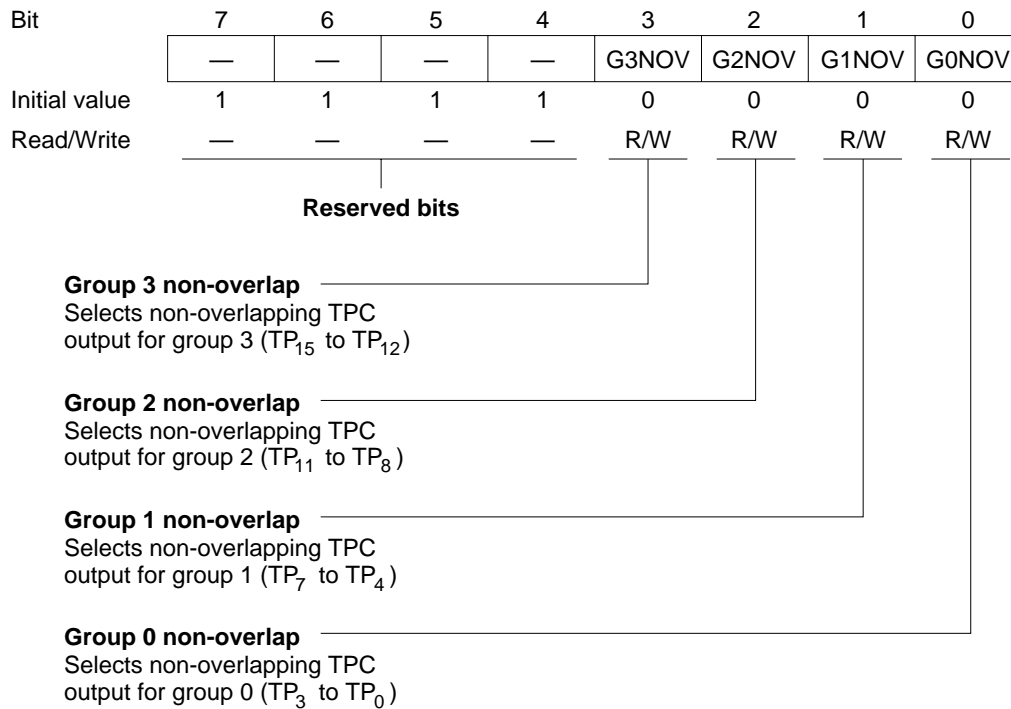 Bit 7 6 5 4 3 2 1 0
— — — — G3NOV G2NOV G1NOV G0NOV
Initial value 1 1 1 1 0 0 0 0
Read/Write — — — — R/W R/W R/W R/W
Reserved bits
Group 3 non-overlap
Selects non-overlapping TPC
output for group 3 (TP15 to TP12)
Group 2 non-overlap
Selects non-overlapping TPC
output for group 2 (TP11 to TP8)
Group 1 non-overlap
Selects non-overlapping TPC
output for group 1 (TP7 to TP4)
Group 0 non-overlap
Selects non-overlapping TPC
output for group 0 (TP3 to TP0)